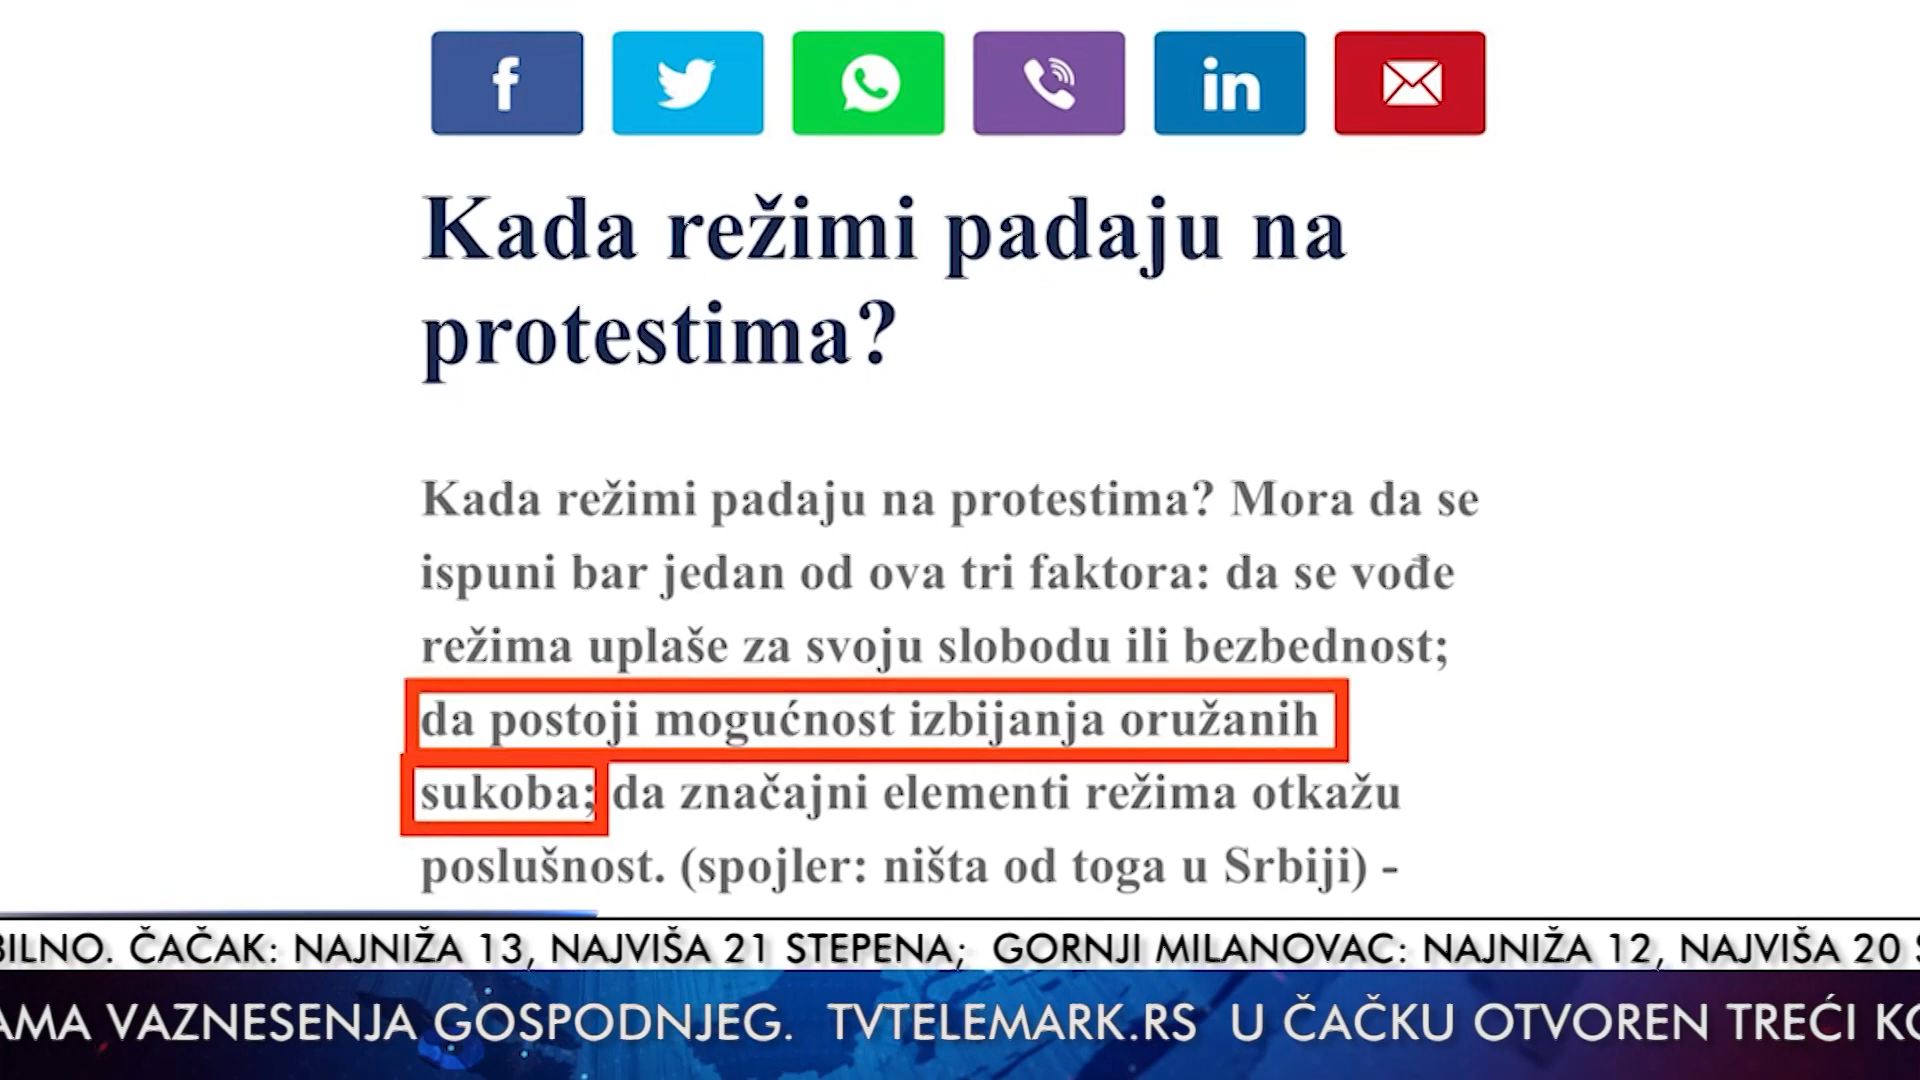 Kada režimi padaju na
protestima?
Kada režimi padaju na protestima? Mora da se
ispuni bar jedan od ova tri faktora: da se vođe
režima uplaše za svoju slobodu ili bezbednost;
da postoji mogućnost izbijanja oružanih
sukoba; da značajni elementi režima otkažu
poslušnost. (spojler: ništa od toga u Srbiji) -
BILNO. ČAČAK: NAJNIŽA 13, NAJVIŠA 21 STEPENA; GORNJI MILANOVAC: NAJNIŽA 12, NAJVIŠA 20 S
AMA VAZNESENJA GOSPODNJEG. TVTELEMARK.RS U ČAČKU OTVOREN TREĆI KO